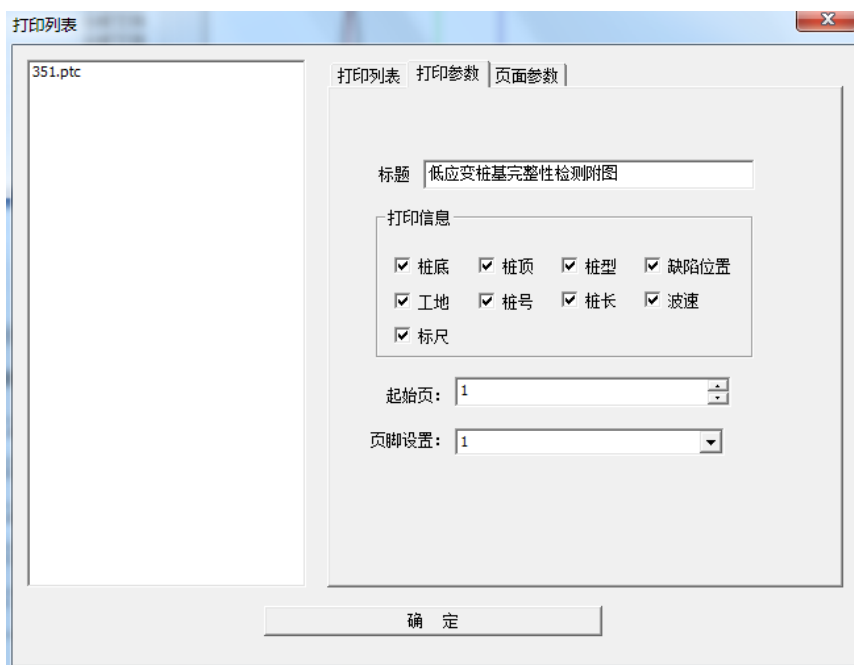 打印列表
351.ptc
打印列表 打印参数 页面参数
标题 低应变桩基完整性检测附图
打印信息
桩底 桩顶 桩型 缺陷位置
工地 桩号 桩长 波速
标尺
起始页： 1
页脚设置： 1
确 定